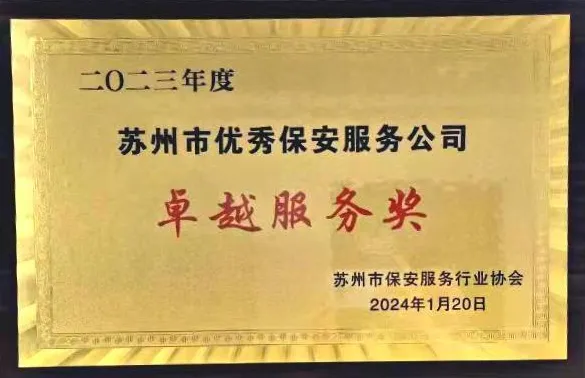 二〇二三年度
苏州市优秀保安服务公司
卓越服务奖
苏州市保安服务行业协会
2024年1月20日